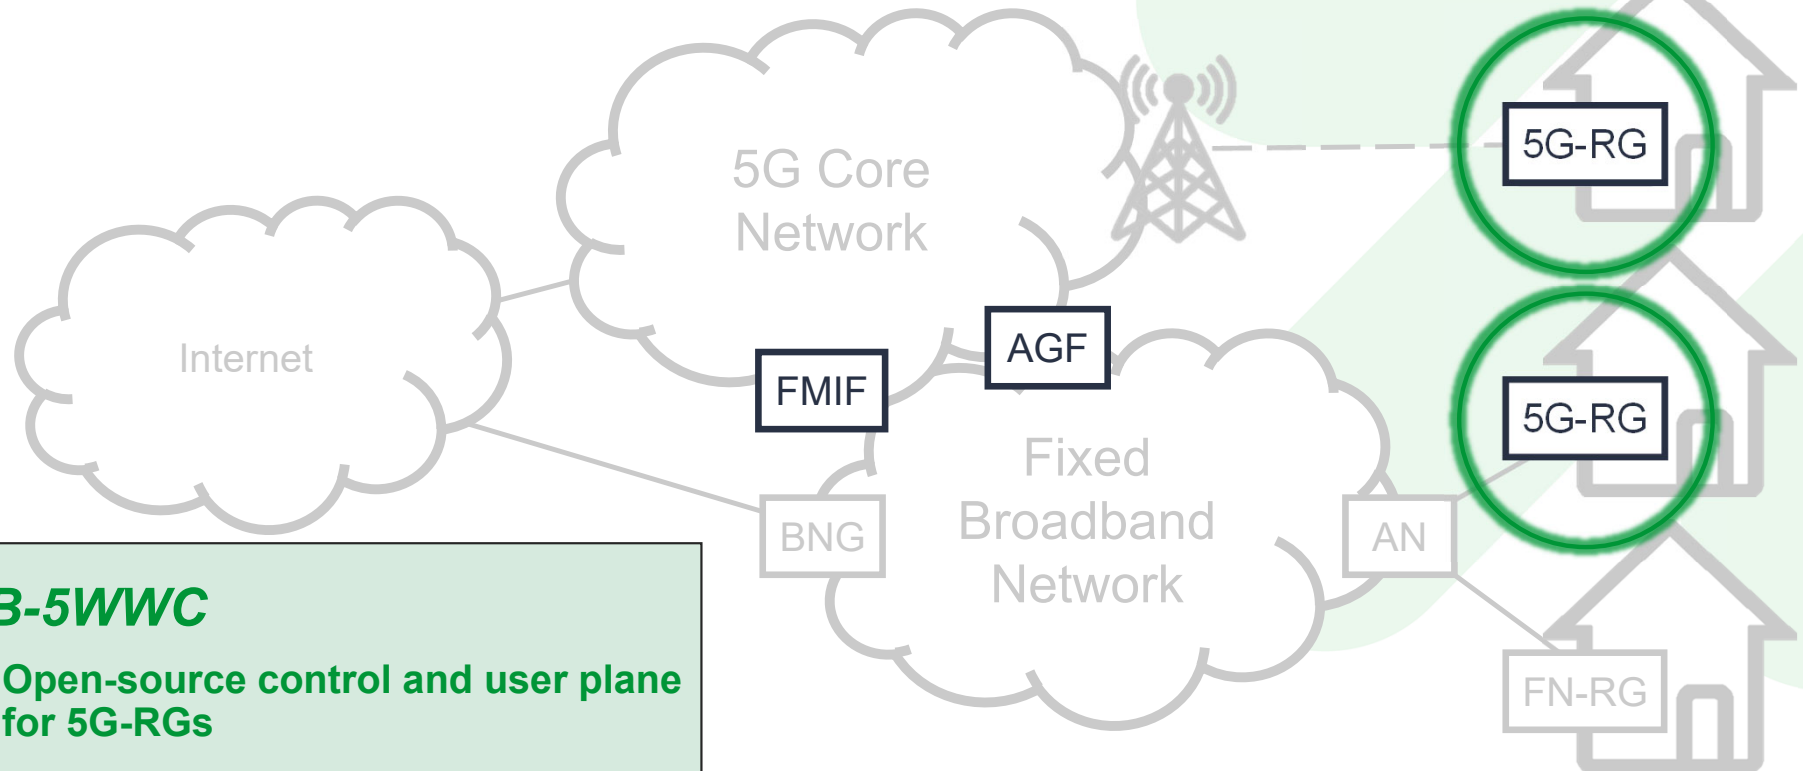 5G Core
Network
5G-RG
Internet
AGF
FMIF
5G-RG
Fixed
Broadband
Network
BNG
AN
FN-RG
B-5WWC
Open-source control and user plane
for 5G-RGs